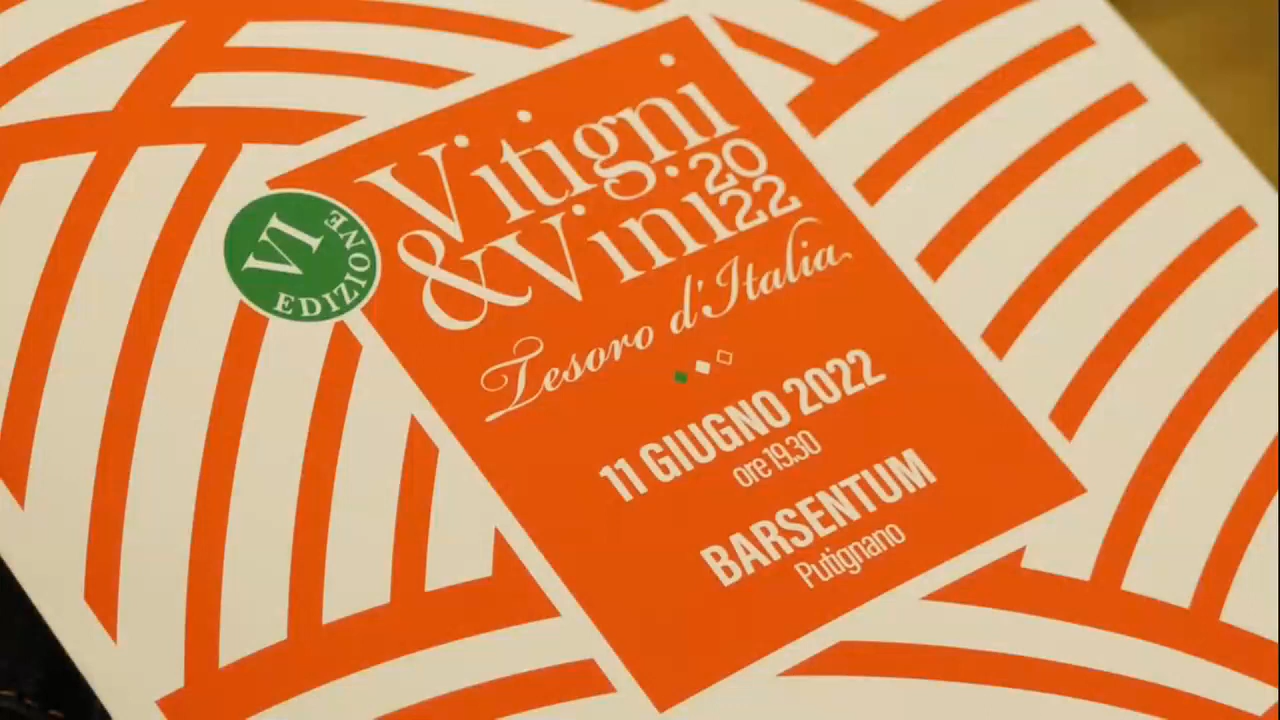 Vitigni
&Vini 2022
Tesoro d'Italia
VI
EDIZIONE
11 GIUGNO 2022
ore 19.30
BARSENTUM
Putignano